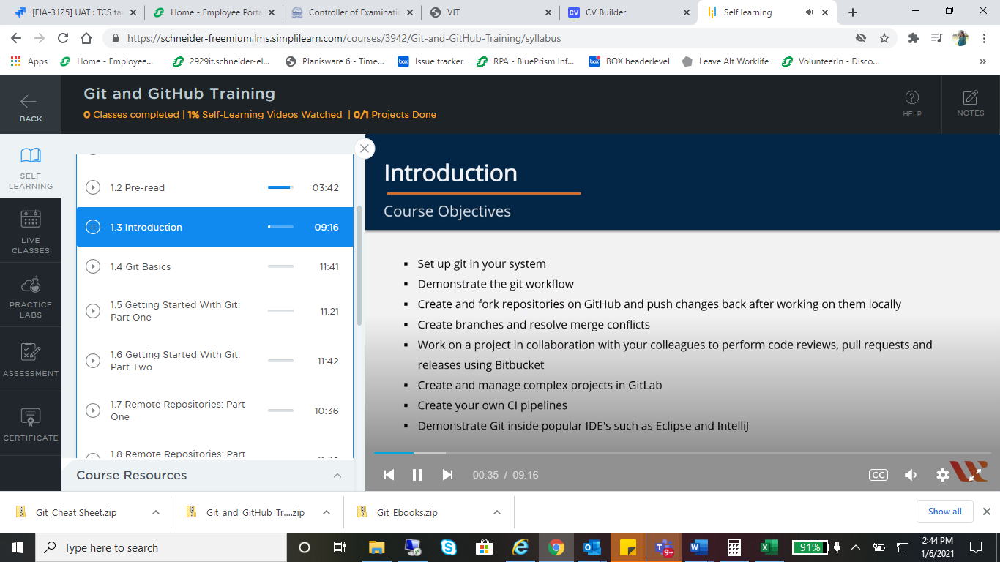 [EIA-3125] UAT : TCS ta
Home - Employee Porta
Controller of Examinatio
VIT
CV Builder
Self learning
https://schneider-freemium.lms.simplilearn.com/courses/3942/Git-and-GitHub-Training/syllabus
Apps
Home - Employee...
2929it.schneider-el...
Planisware 6 - Time...
Issue tracker
RPA - BluePrism Inf...
BOX headerlevel
Leave Alt Worklife
VolunteerIn - Disco...
»
BACK
Git and GitHub Training
0 Classes completed | 1% Self-Learning Videos Watched | 0/1 Projects Done
HELP
NOTES
SELF
LEARNING
LIVE
CLASSES
PRACTICE
LABS
ASSESSMENT
CERTIFICATE
1.2 Pre-read 03:42
1.3 Introduction 09:16
1.4 Git Basics 11:41
1.5 Getting Started With Git:
Part One
11:21
1.6 Getting Started With Git:
Part Two
11:42
1.7 Remote Repositories: Part
One
10:36
1.8 Remote Repositories: Part
Course Resources
Introduction
Course Objectives
▪ Set up git in your system
▪ Demonstrate the git workflow
▪ Create and fork repositories on GitHub and push changes back after working on them locally
▪ Create branches and resolve merge conflicts
▪ Work on a project in collaboration with your colleagues to perform code reviews, pull requests and
releases using Bitbucket
▪ Create and manage complex projects in GitLab
▪ Create your own CI pipelines
▪ Demonstrate Git inside popular IDE's such as Eclipse and IntelliJ
00:35 / 09:16
CC
Git_Cheat Sheet.zip
Git_and_GitHub_Tr....zip
Git_Ebooks.zip
Show all
Type here to search
9+
91%
2:44 PM
1/6/2021